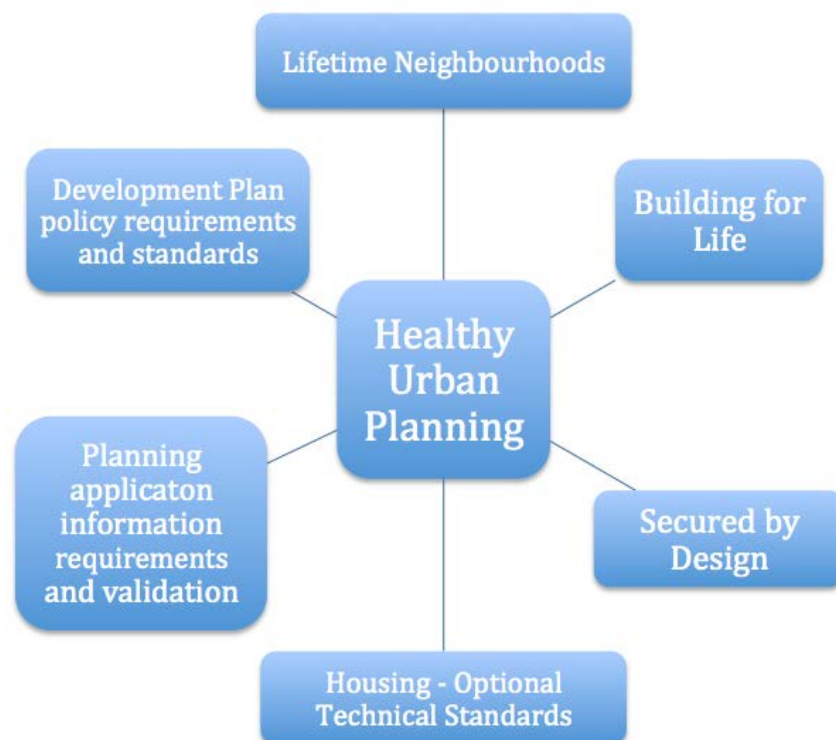 Lifetime Neighbourhoods
Development Plan
policy requirements
and standards
Building for
Life
Healthy
Urban
Planning
Planning
applicaton
information
requirements
and validation
Secured by
Design
Housing - Optional
Technical Standards